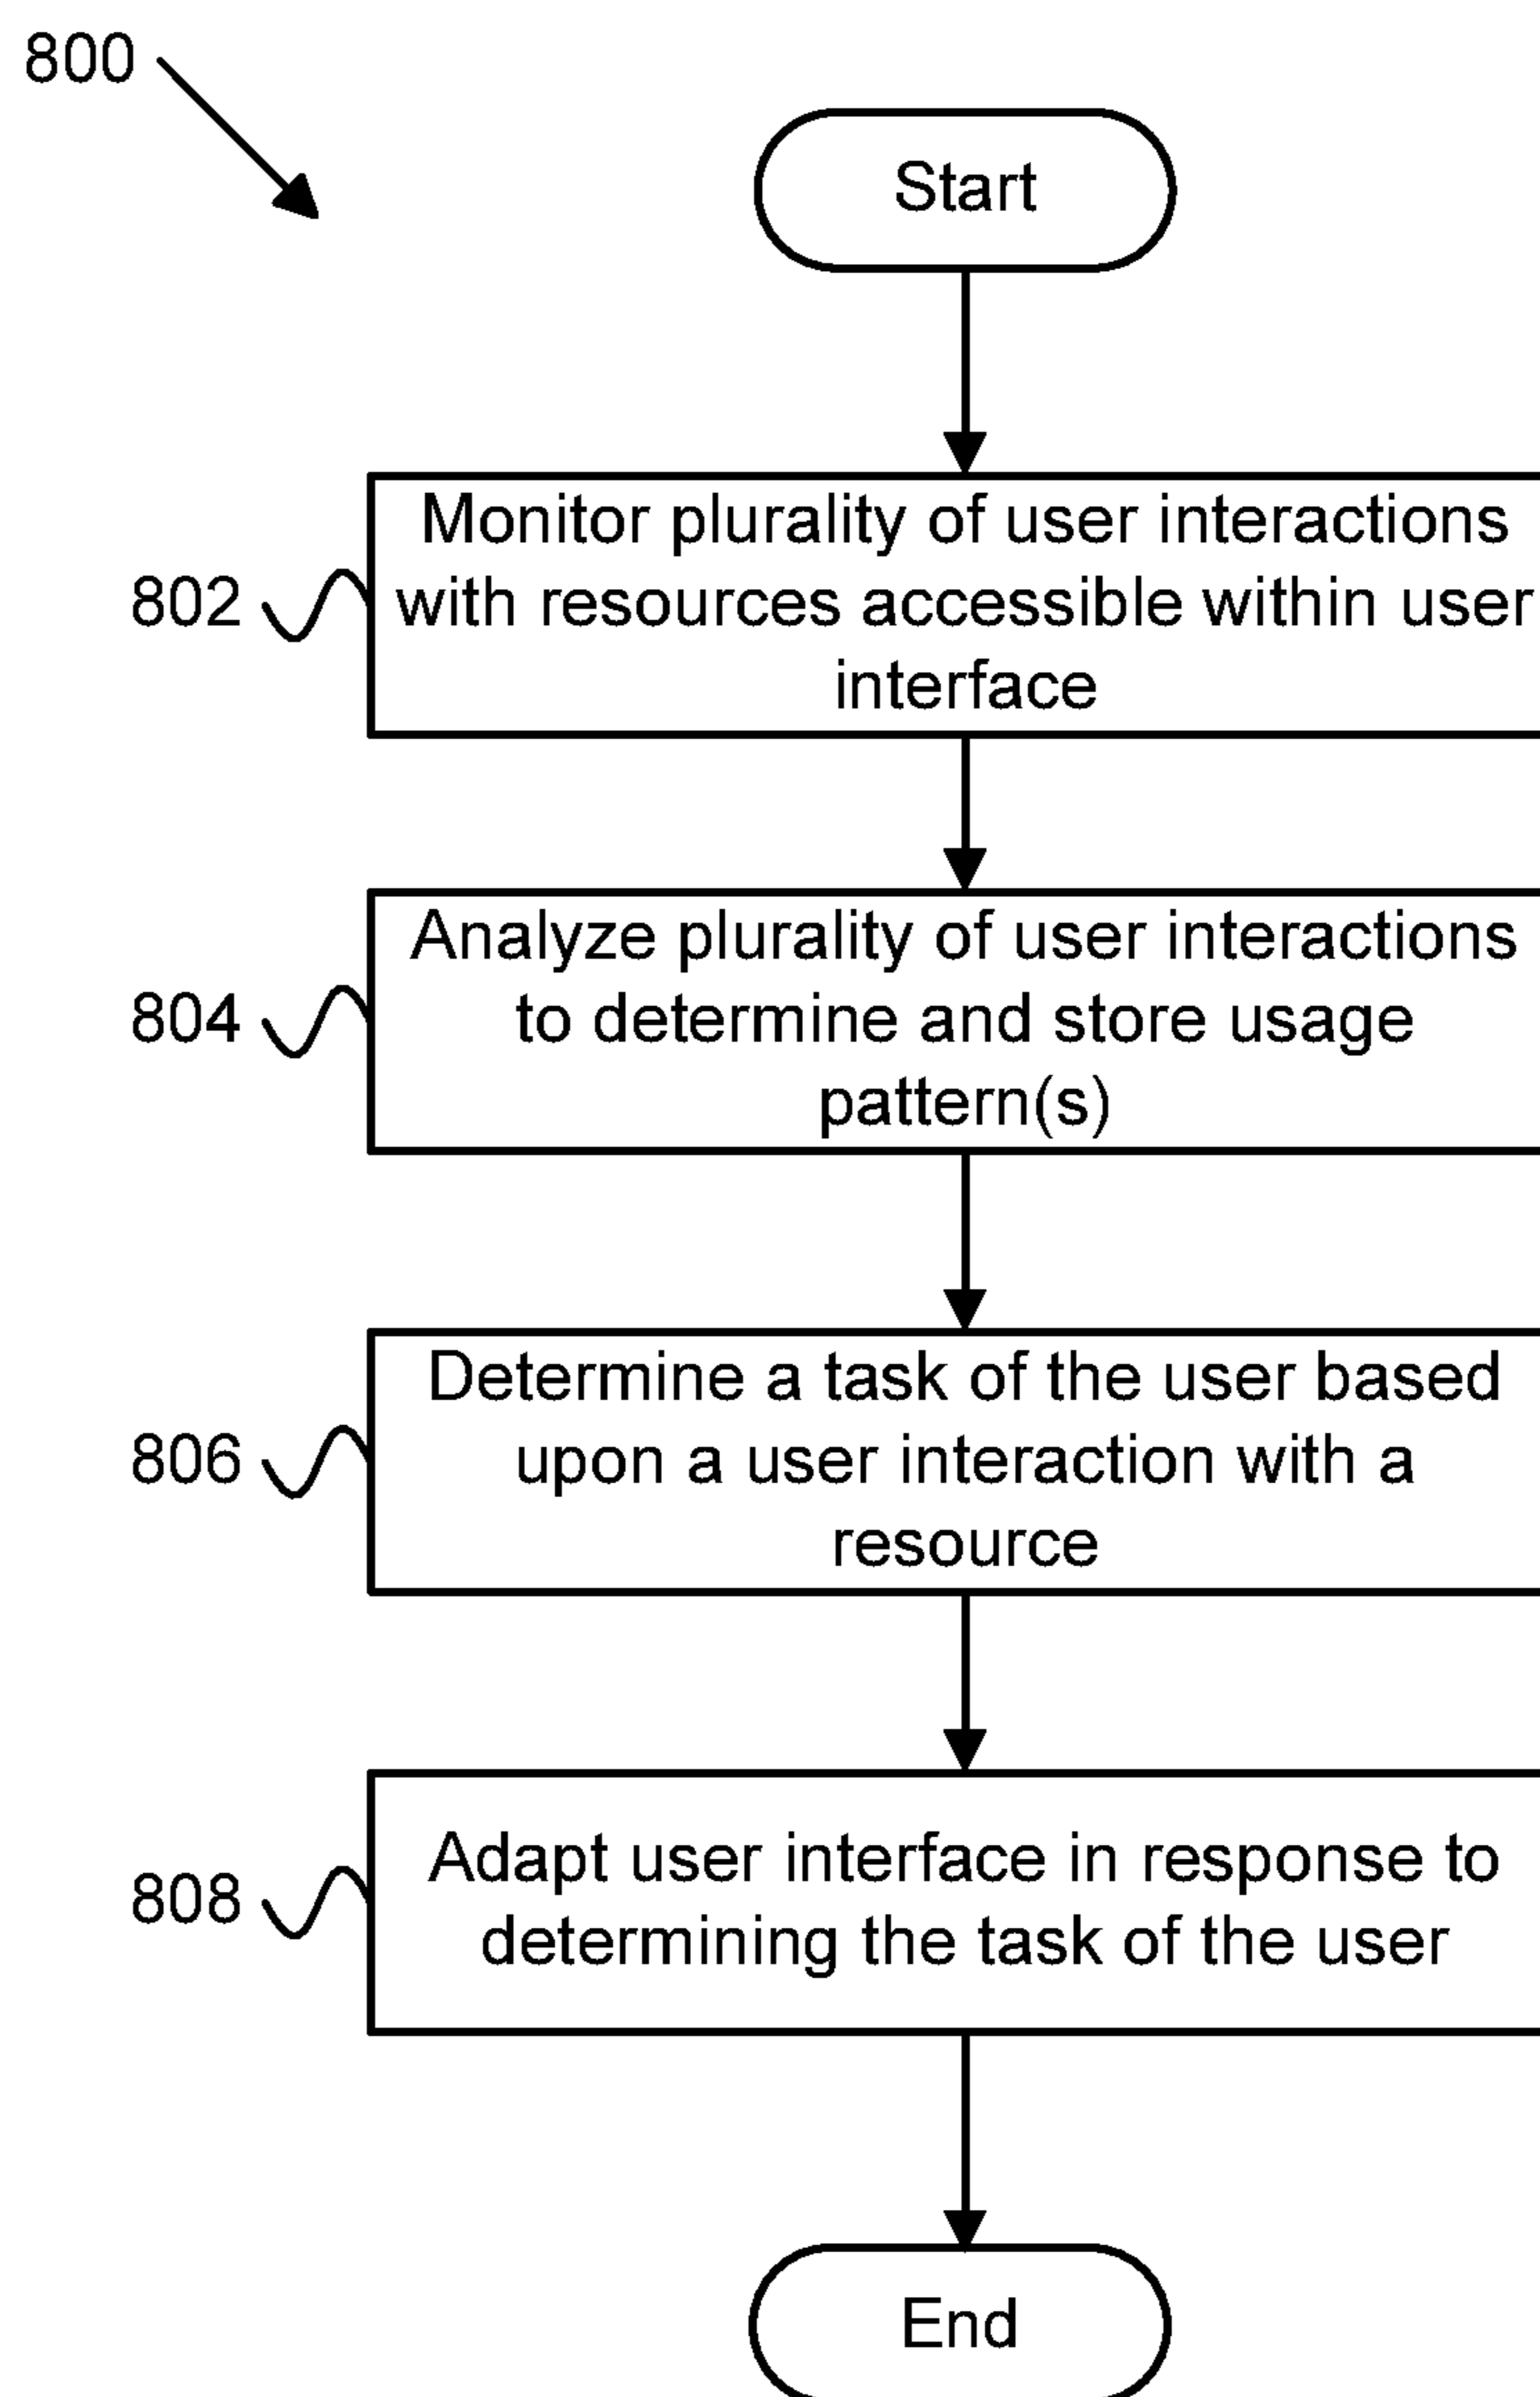 800
Start
802
Monitor plurality of user interactions
with resources accessible within user
interface
804
Analyze plurality of user interactions
to determine and store usage
pattern(s)
806
Determine a task of the user based
upon a user interaction with a
resource
808
Adapt user interface in response to
determining the task of the user
End